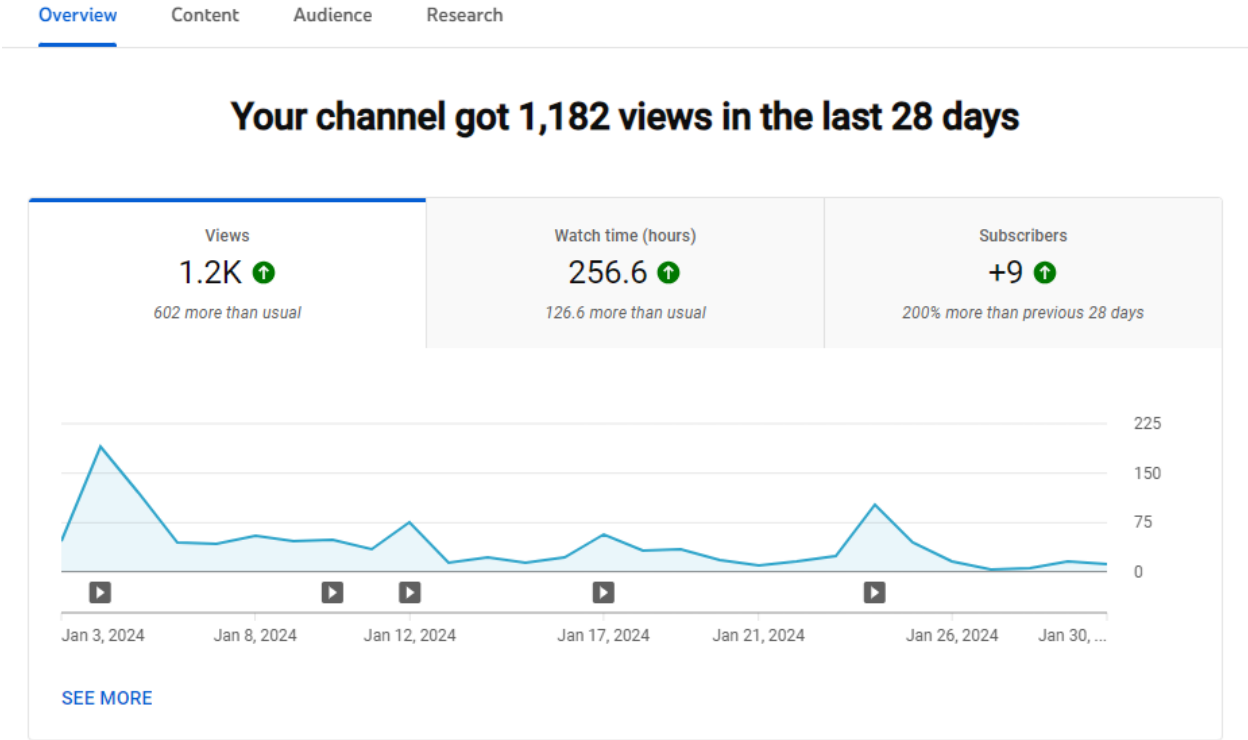 Overview Content Audience Research
Your channel got 1,182 views in the last 28 days
Views Watch time (hours) Subscribers
1.2K 256.6 +9
602 more than usual 126.6 more than usual 200% more than previous 28 days
225
150
75
0
Jan 3, 2024 Jan 8, 2024 Jan 12, 2024 Jan 17, 2024 Jan 21, 2024 Jan 26, 2024 Jan 30, ...
SEE MORE